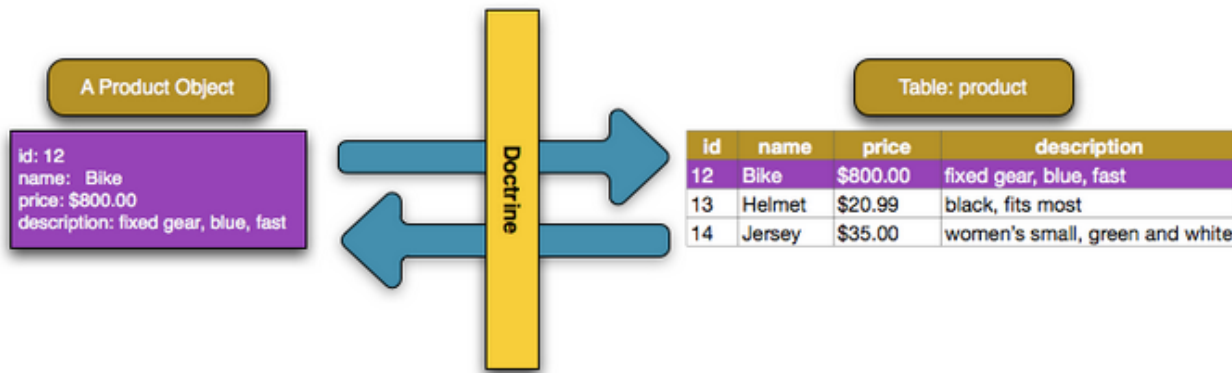 A Product Object
id: 12
name: Bike
price: $800.00
description: fixed gear, blue, fast
Doctrine
Table: product
id name price description
12 Bike $800.00 fixed gear, blue, fast
13 Helmet $20.99 black, fits most
14 Jersey $35.00 women's small, green and white